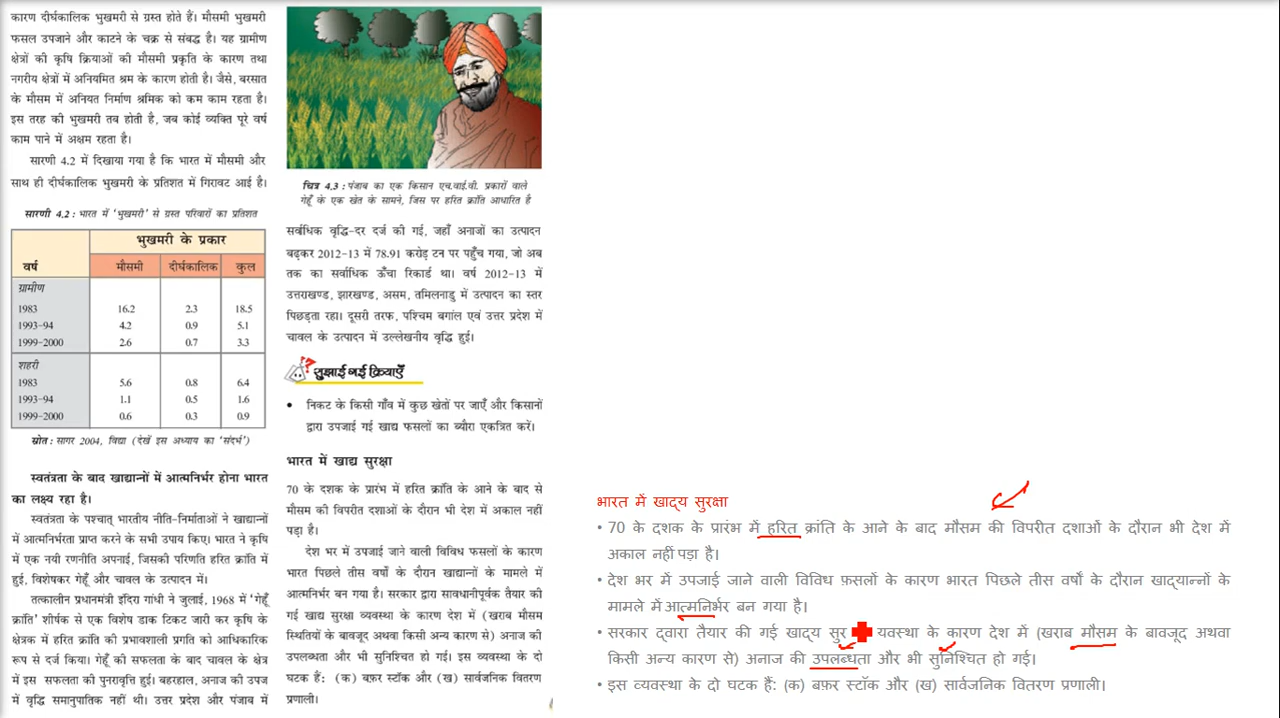 कारण दीर्घकालिक भुखमरी से ग्रस्त होते हैं। मौसमी भुखमरी
फसल उपजाने और काटने के चक्र से संबद्ध है। यह ग्रामीण
क्षेत्रों की कृषि क्रियाओं की मौसमी प्रकृति के कारण तथा
नगरीय क्षेत्रों में अनियमित श्रम के कारण होती है। जैसे, बरसात
के मौसम में अनियत निर्माण श्रमिक को कम काम रहता है।
इस तरह की भुखमरी तब होती है, जब कोई व्यक्ति पूरे वर्ष
काम पाने में अक्षम रहता है।
सारणी 4.2 में दिखाया गया है कि भारत में मौसमी और
साथ ही दीर्घकालिक भुखमरी के प्रतिशत में गिरावट आई है।
सारणी 4.2 : भारत में 'भुखमरी' से ग्रस्त परिवारों का प्रतिशत
भुखमरी के प्रकार
वर्ष मौसमी दीर्घकालिक कुल
ग्रामीण
1983 16.2 2.3 18.5
1993-94 4.2 0.9 5.1
1999-2000 2.6 0.7 3.3
शहरी
1983 5.6 0.8 6.4
1993-94 1.1 0.5 1.6
1999-2000 0.6 0.3 0.9
स्रोत : सागर 2004, विद्या (देखें इस अध्याय का 'संदर्भ')
स्वतंत्रता के बाद खाद्यान्नों में आत्मनिर्भर होना भारत
का लक्ष्य रहा है।
स्वतंत्रता के पश्चात् भारतीय नीति-निर्माताओं ने खाद्यान्नों
में आत्मनिर्भरता प्राप्त करने के सभी उपाय किए। भारत ने कृषि
में एक नयी रणनीति अपनाई, जिसकी परिणति हरित क्रांति में
हुई, विशेषकर गेहूँ और चावल के उत्पादन में।
तत्कालीन प्रधानमंत्री इंदिरा गांधी ने जुलाई, 1968 में 'गेहूँ
क्रांति' शीर्षक से एक विशेष डाक टिकट जारी कर कृषि के
क्षेत्रक में हरित क्रांति की प्रभावशाली प्रगति को आधिकारिक
रूप से दर्ज किया। गेहूँ की सफलता के बाद चावल के क्षेत्र
में इस सफलता की पुनरावृत्ति हुई। बहरहाल, अनाज की उपज
में वृद्धि समानुपातिक नहीं थी। उत्तर प्रदेश और पंजाब में
चित्र 4.3 : पंजाब का एक किसान एच.वाई.वी. प्रकारों वाले
गेहूँ के एक खेत के सामने, जिस पर हरित क्रांति आधारित है
सर्वाधिक वृद्धि-दर दर्ज की गई, जहाँ अनाजों का उत्पादन
बढ़कर 2012-13 में 78.91 करोड़ टन पर पहुँच गया, जो अब
तक का सर्वाधिक ऊँचा रिकार्ड था। वर्ष 2012-13 में
उत्तराखण्ड, झारखण्ड, असम, तमिलनाडु में उत्पादन का स्तर
पिछड़ता रहा। दूसरी तरफ, पश्चिम बगांल एवं उत्तर प्रदेश में
चावल के उत्पादन में उल्लेखनीय वृद्धि हुई।
सुझाई गई क्रियाएँ
• निकट के किसी गाँव में कुछ खेतों पर जाएँ और किसानों
द्वारा उपजाई गई खाद्य फसलों का ब्यौरा एकत्रित करें।
भारत में खाद्य सुरक्षा
70 के दशक के प्रारंभ में हरित क्रांति के आने के बाद से
मौसम की विपरीत दशाओं के दौरान भी देश में अकाल नहीं
पड़ा है।
देश भर में उपजाई जाने वाली विविध फसलों के कारण
भारत पिछले तीस वर्षों के दौरान खाद्यान्नों के मामले में
आत्मनिर्भर बन गया है। सरकार द्वारा सावधानीपूर्वक तैयार की
गई खाद्य सुरक्षा व्यवस्था के कारण देश में (खराब मौसम
स्थितियों के बावजूद अथवा किसी अन्य कारण से) अनाज की
उपलब्धता और भी सुनिश्चित हो गई। इस व्यवस्था के दो
घटक हैं: (क) बफ़र स्टॉक और (ख) सार्वजनिक वितरण
प्रणाली।
भारत में खाद्य सुरक्षा
• 70 के दशक के प्रारंभ में हरित क्रांति के आने के बाद मौसम की विपरीत दशाओं के दौरान भी देश में
अकाल नहीं पड़ा है।
• देश भर में उपजाई जाने वाली विविध फ़सलों के कारण भारत पिछले तीस वर्षों के दौरान खाद्यान्नों के
मामले में आत्मनिर्भर बन गया है।
• सरकार द्वारा तैयार की गई खाद्य सुर यवस्था के कारण देश में (खराब मौसम के बावजूद अथवा
किसी अन्य कारण से) अनाज की उपलब्धता और भी सुनिश्चित हो गई।
• इस व्यवस्था के दो घटक हैं: (क) बफ़र स्टॉक और (ख) सार्वजनिक वितरण प्रणाली।